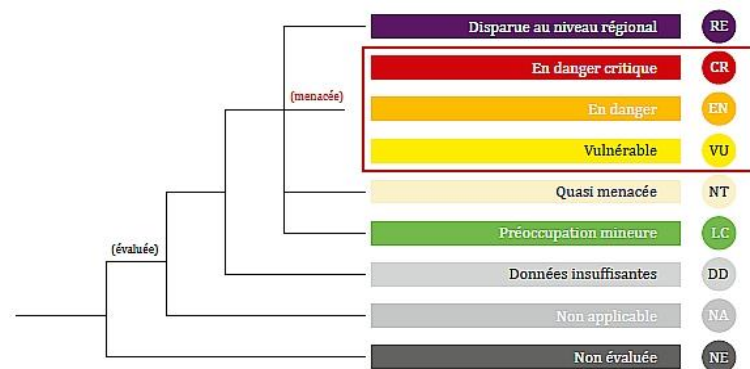 Disparue au niveau régional RE
En danger critique CR
(menacée)
En danger EN
Vulnérable VU
Quasi menacée NT
Préoccupation mineure LC
(évaluée)
Données insuffisantes DD
Non applicable NA
Non évaluée NE